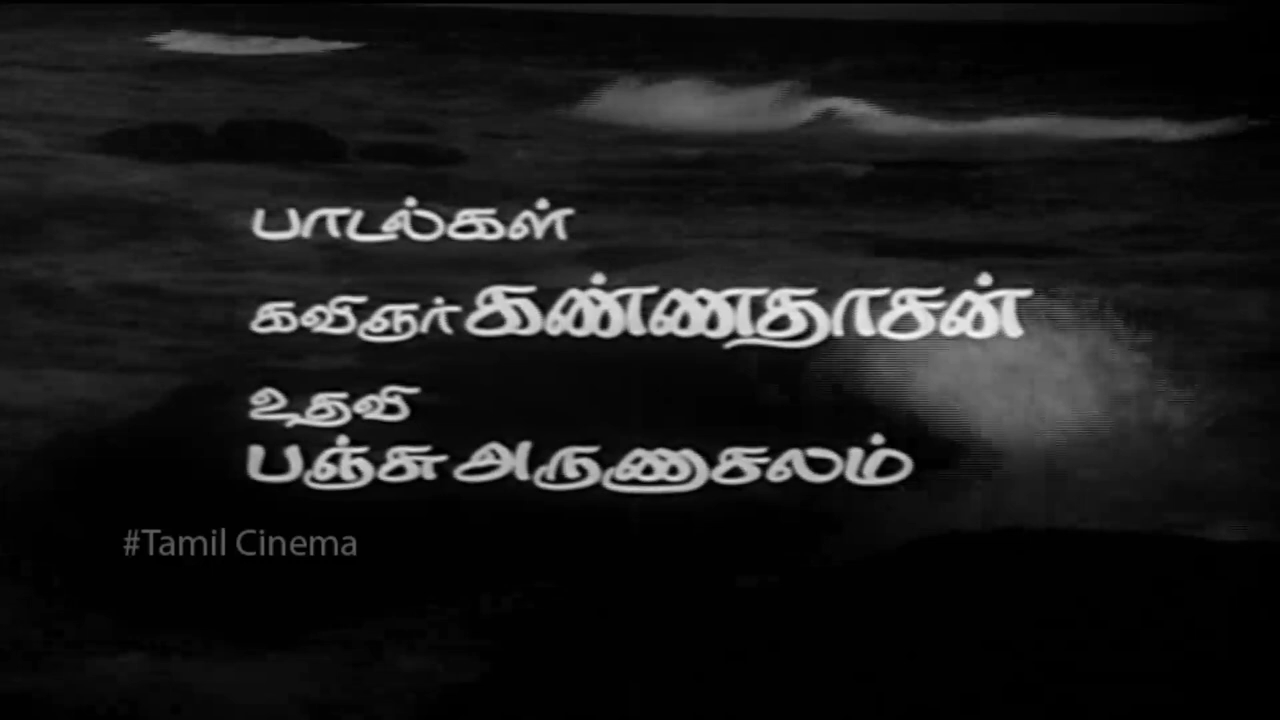 பாடல்கள்
கவிஞர் கண்ணதாசன்
உதவி
பஞ்சு அருணாசலம்
#Tamil Cinema